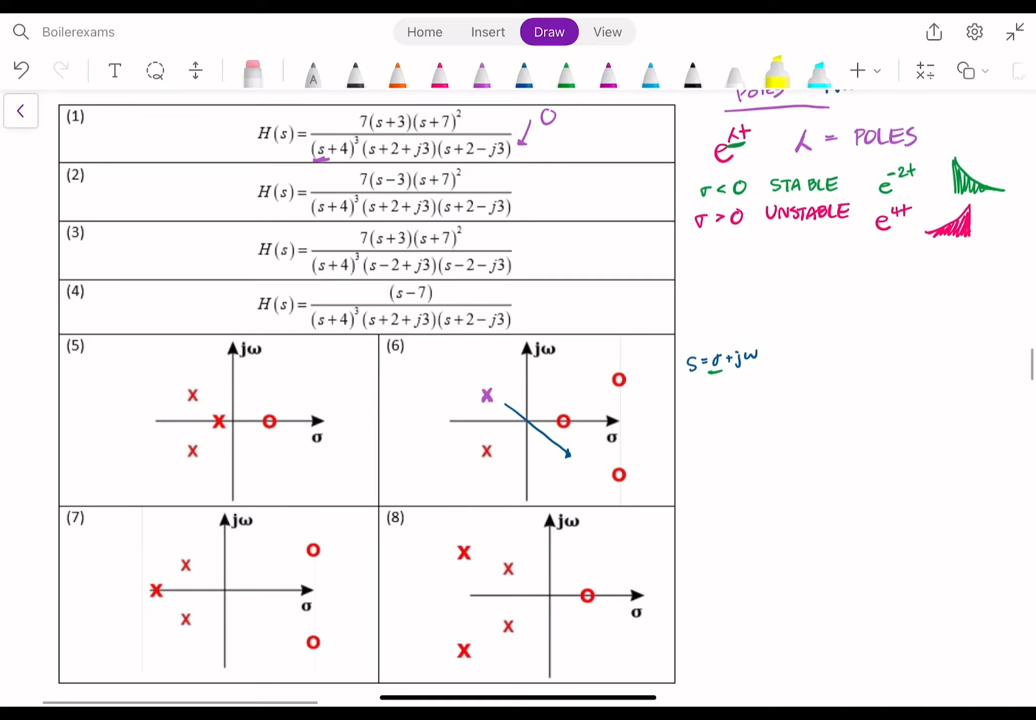 Boilerexams
Home Insert Draw View
(1)
H(s)=
7(s+3)(s+7)²
(s+4)³(s+2+j3)(s+2−j3)
0
(2)
H(s)=
7(s−3)(s+7)²
(s+4)³(s+2+j3)(s+2−j3)
(3)
H(s)=
7(s+3)(s+7)²
(s+4)³(s−2+j3)(s−2−j3)
(4)
H(s)=
(s−7)
(s+4)³(s+2+j3)(s+2−j3)
(5)
jω
X
X
O
σ
X
(6)
jω
O
X
O
σ
X
O
(7)
jω
O
X
X
σ
X
O
(8)
jω
X
X
O
σ
X
X
Poles
e^λt λ = POLES
σ < 0 STABLE e^-2t
σ > 0 UNSTABLE e^4t
s=σ+jω